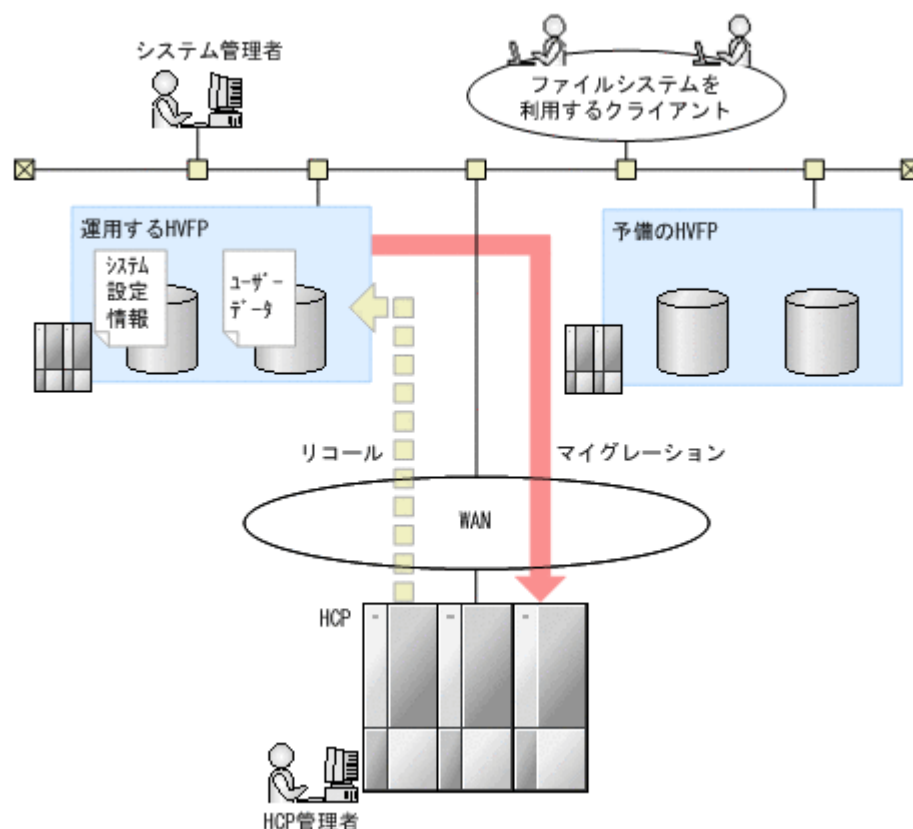 システム管理者
ファイルシステムを
利用するクライアント
運用するHVFP
システム
設定
情報
ユーザー
データ
予備のHVFP
リコール
マイグレーション
WAN
HCP
HCP管理者